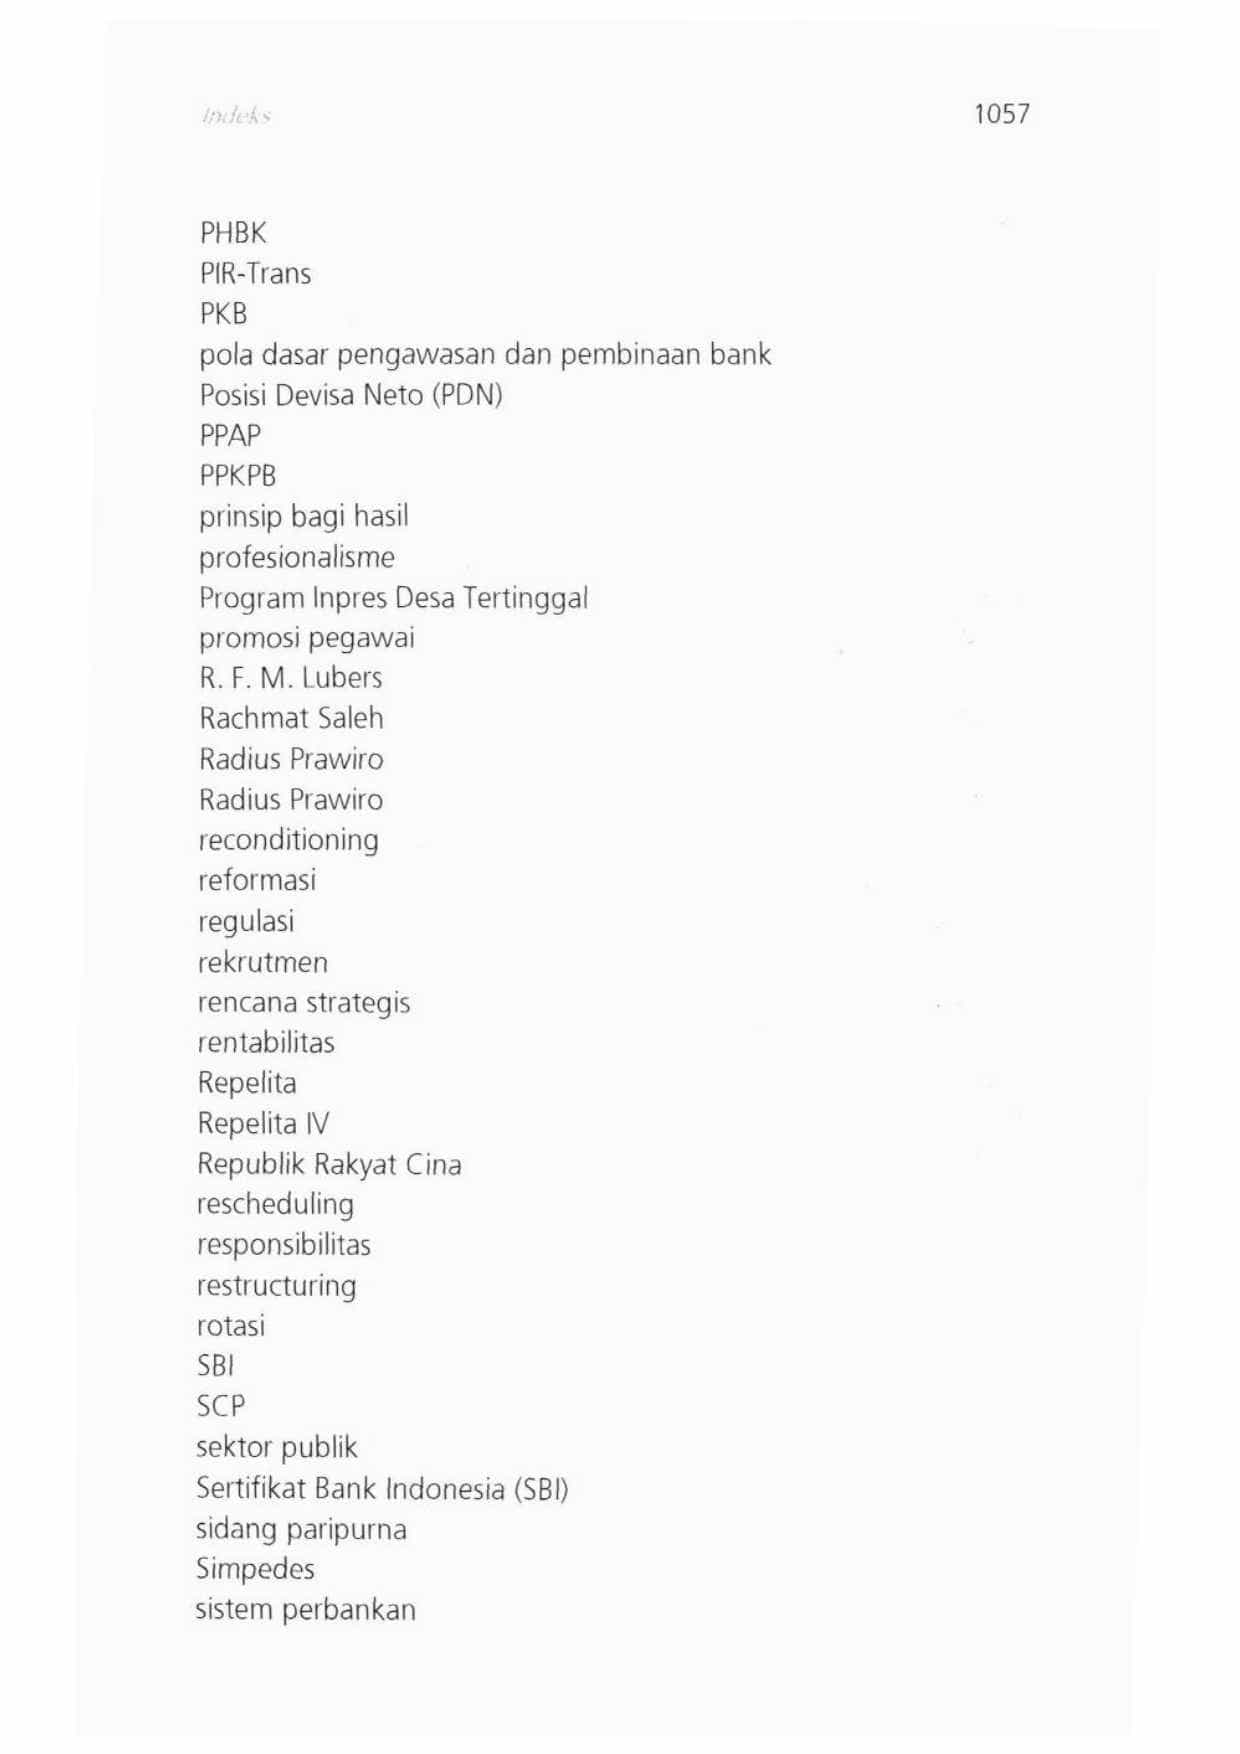 Indeks 1057
PHBK
PIR-Trans
PKB
pola dasar pengawasan dan pembinaan bank
Posisi Devisa Neto (PDN)
PPAP
PPKPB
prinsip bagi hasil
profesionalisme
Program Inpres Desa Tertinggal
promosi pegawai
R. F. M. Lubers
Rachmat Saleh
Radius Prawiro
Radius Prawiro
reconditioning
reformasi
regulasi
rekrutmen
rencana strategis
rentabilitas
Repelita
Repelita IV
Republik Rakyat Cina
rescheduling
responsibilitas
restructuring
rotasi
SBI
SCP
sektor publik
Sertifikat Bank Indonesia (SBI)
sidang paripurna
Simpedes
sistem perbankan